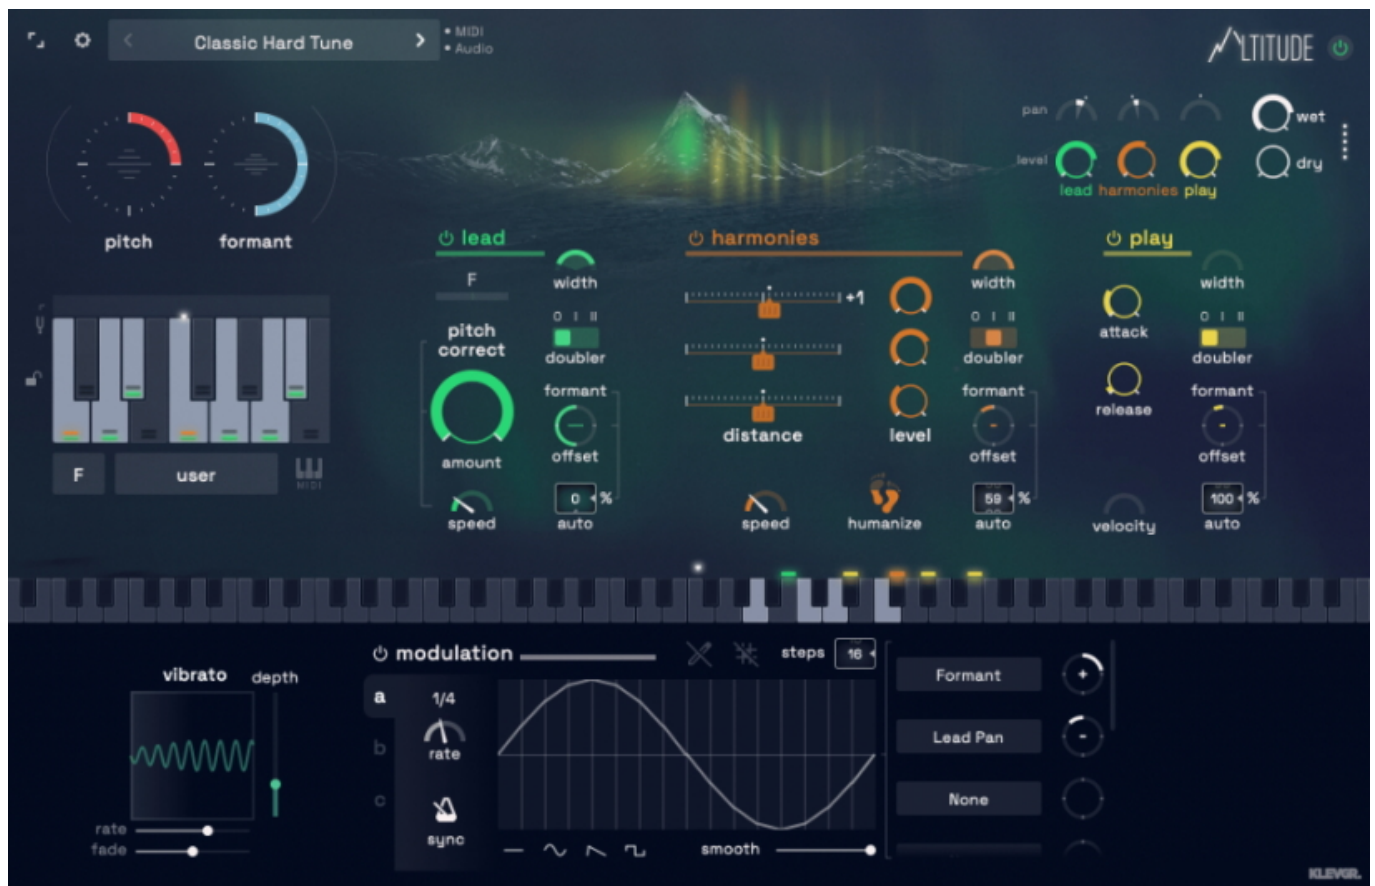 Classic Hard Tune
MIDI
Audio
LTITUDE
pan
wet
level
dry
lead harmonies play
pitch formant
lead
harmonies
play
F
width
width
width
+1
pitch
correct
O I II
doubler
O I II
doubler
O I II
doubler
attack
formant
formant
formant
release
distance
level
amount
offset
offset
offset
F
user
MIDI
0 %
59 %
100 %
speed
auto
speed
humanize
auto
velocity
auto
modulation
steps 16
vibrato
depth
a
b
c
1/4
rate
sync
Formant
+
Lead Pan
-
None
rate
fade
smooth
KLEVGR.